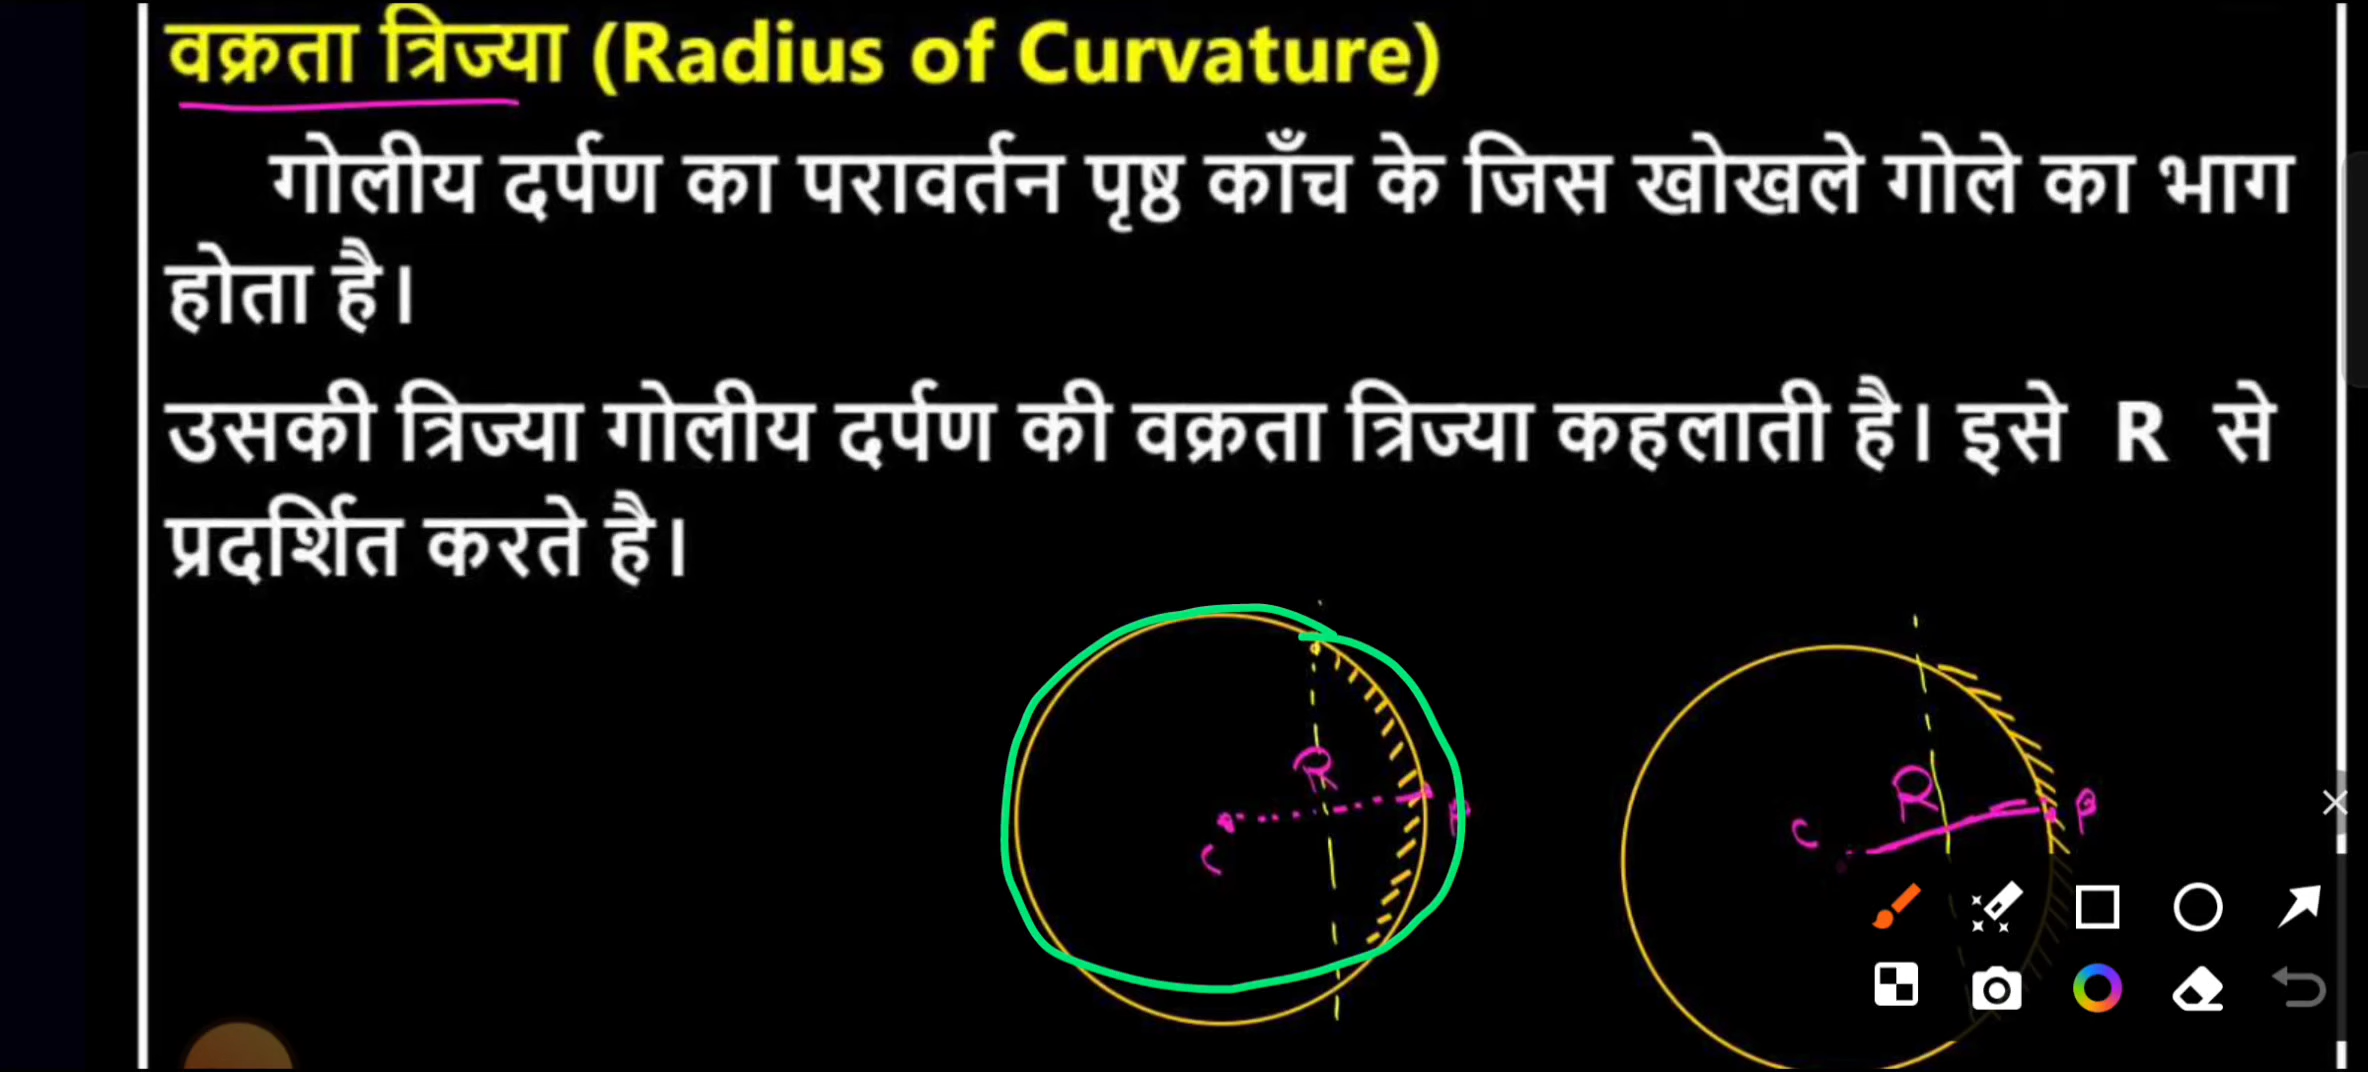 वक्रता त्रिज्या (Radius of Curvature)
गोलीय दर्पण का परावर्तन पृष्ठ काँच के जिस खोखले गोले का भाग
होता है।
उसकी त्रिज्या गोलीय दर्पण की वक्रता त्रिज्या कहलाती है। इसे R से
प्रदर्शित करते है।
R
C
R
C
P